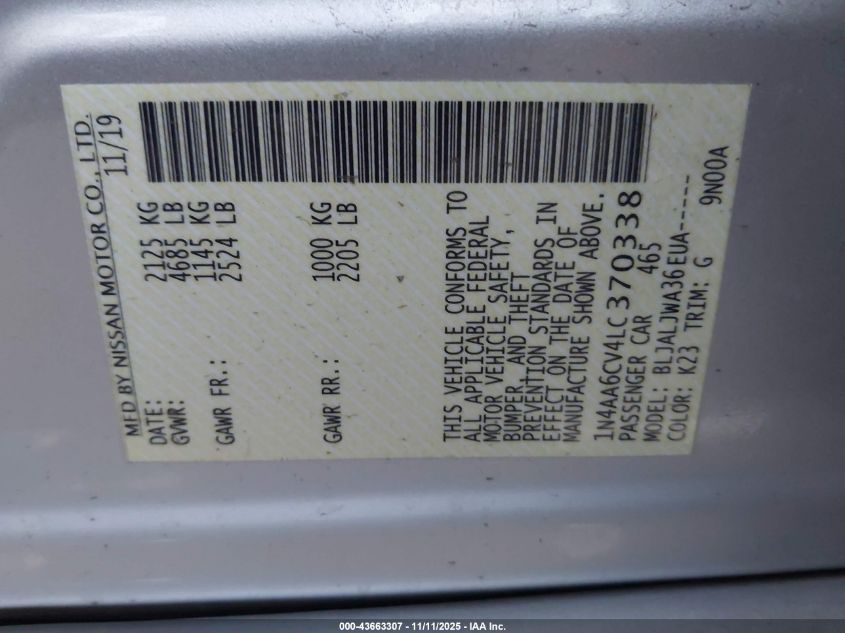 MFD BY NISSAN MOTOR CO., LTD.
DATE: 11/19
GVWR: 2125 KG
4685 LB
GAWR FR.: 1145 KG
2524 LB
GAWR RR.: 1000 KG
2205 LB
THIS VEHICLE CONFORMS TO
ALL APPLICABLE FEDERAL
MOTOR VEHICLE SAFETY,
BUMPER, AND THEFT
PREVENTION STANDARDS IN
EFFECT ON THE DATE OF
MANUFACTURE SHOWN ABOVE.
1N4AA6CV4LC370338
PASSENGER CAR 465
MODEL: BLJALJWA36EUA-----
COLOR: K23 TRIM: G 9N00A
000-43663307 - 11/11/2025 - IAA Inc.